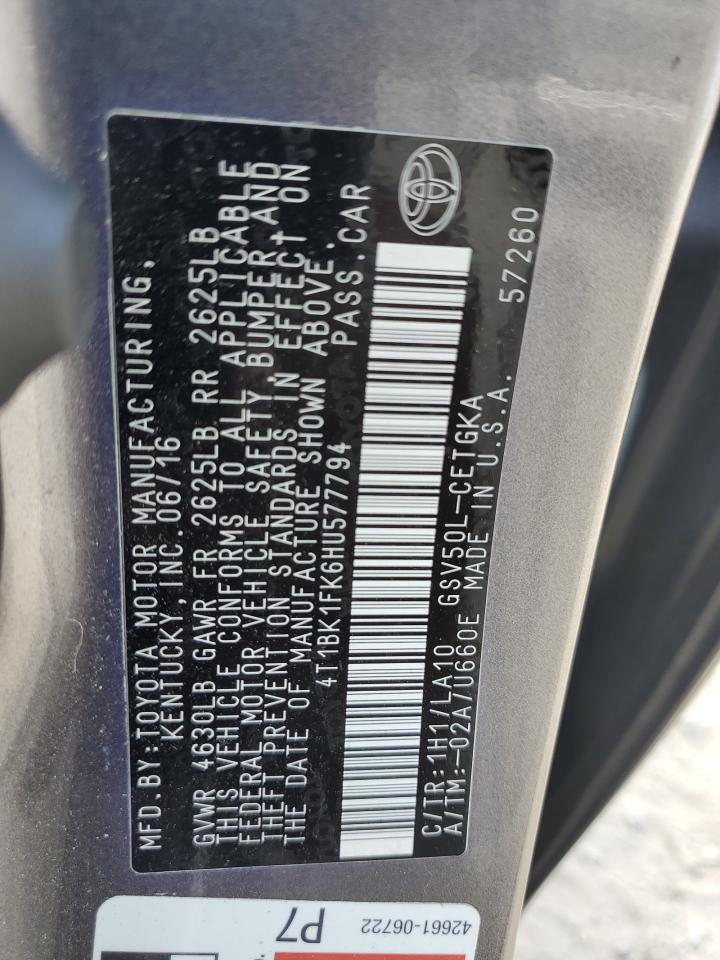 MFD.BY:TOYOTA MOTOR MANUFACTURING,
KENTUCKY, INC.06/16
GVWR 4630LB GAWR FR 2625LB RR 2625LB
THIS VEHICLE CONFORMS TO ALL APPLICABLE
FEDERAL MOTOR VEHICLE SAFETY,BUMPER,AND
THEFT PREVENTION STANDARDS IN EFFECT ON
THE DATE OF MANUFACTURE SHOWN ABOVE.
4T1BK1FK6HU577794 PASS.CAR
C/TR:1H1/LA10 GSV50L-CETGKA
A/TM:-02A/U660E MADE IN U.S.A. 57260
42661-06722
P7